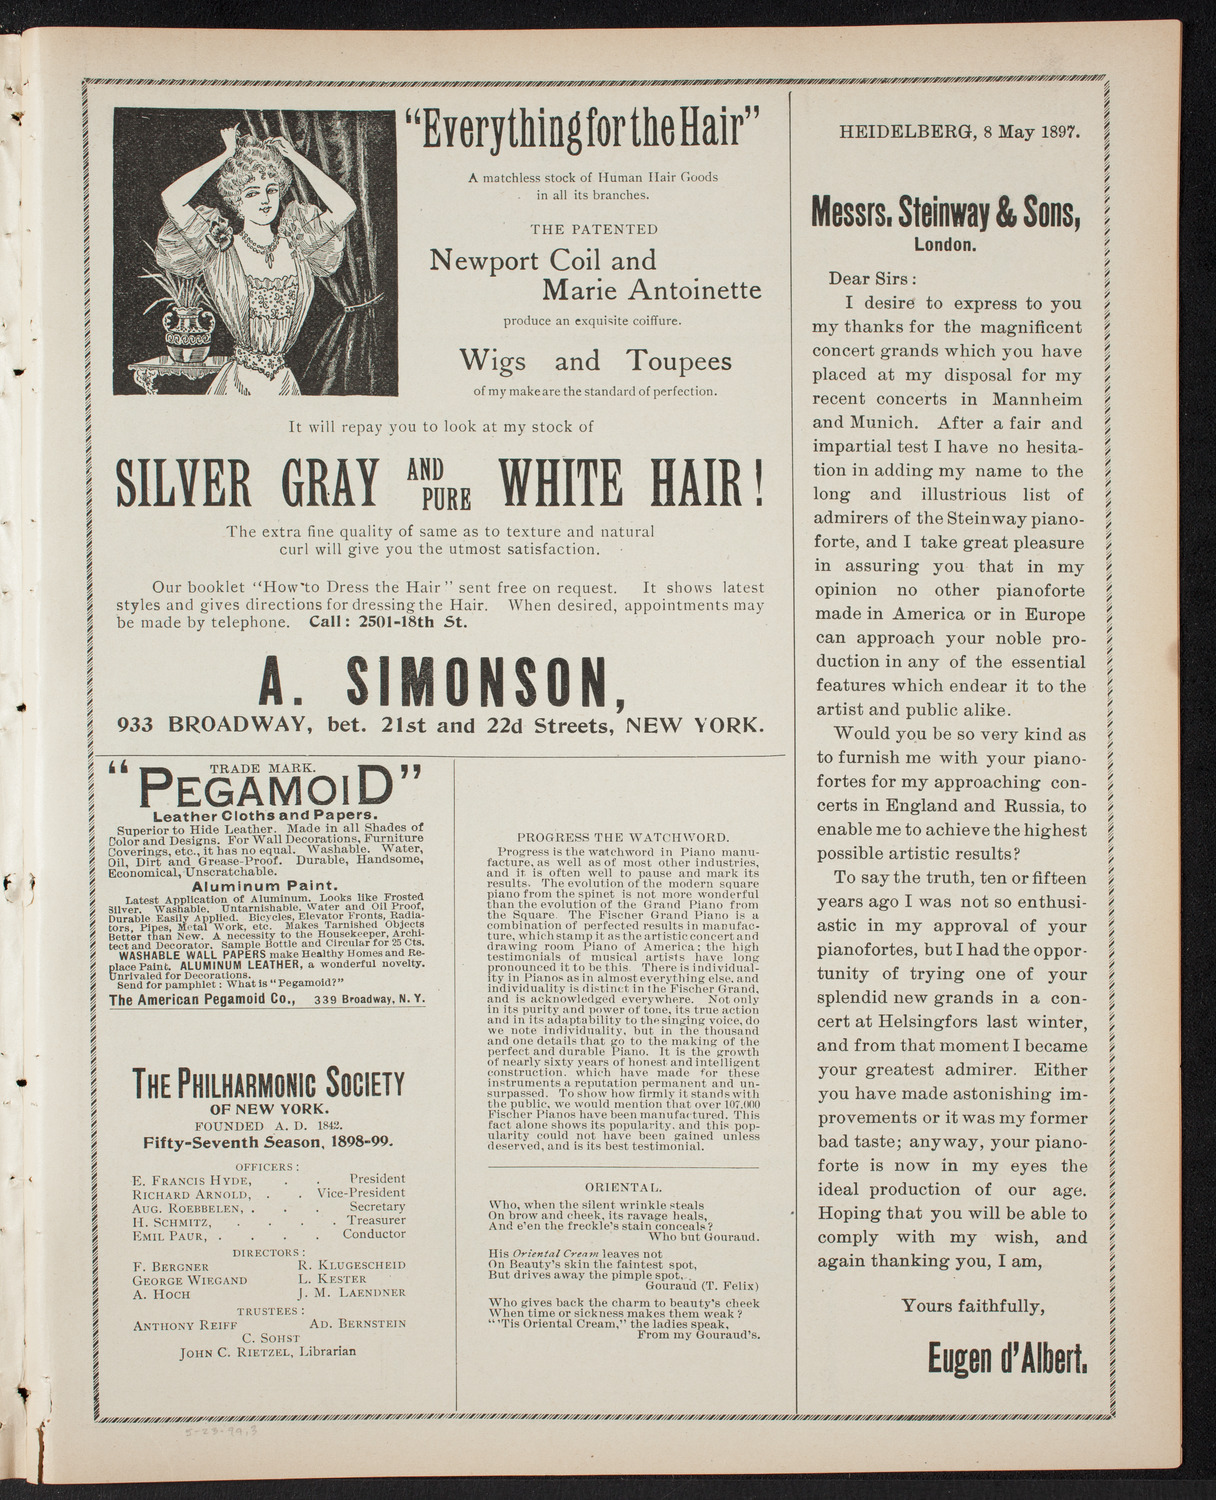 "Everything for the Hair"
A matchless stock of Human Hair Goods
in all its branches.
THE PATENTED
Newport Coil and
Marie Antoinette
produce an exquisite coiffure.
Wigs and Toupees
of my make are the standard of perfection.
It will repay you to look at my stock of
SILVER GRAY AND PURE WHITE HAIR!
The extra fine quality of same as to texture and natural
curl will give you the utmost satisfaction.
Our booklet "How to Dress the Hair" sent free on request. It shows latest
styles and gives directions for dressing the Hair. When desired, appointments may
be made by telephone. Call: 2501-18th St.
A. SIMONSON,
933 BROADWAY, bet. 21st and 22d Streets, NEW YORK.
TRADE MARK.
"PEGAMOID"
Leather Cloths and Papers.
Superior to Hide Leather. Made in all Shades of
Color and Designs. For Wall Decorations, Furniture
Coverings, etc., it has no equal. Washable. Water,
Oil, Dirt and Grease-Proof. Durable, Handsome,
Economical, Unscratchable.
Aluminum Paint.
Latest Application of Aluminum. Looks like Frosted
Silver. Washable. Untarnishable. Water and Oil Proof,
Durable Easily Applied. Bicycles, Elevator Fronts, Radia-
tors, Pipes, Metal Work, etc. Makes Tarnished Objects
Better than New. A necessity to the Housekeeper, Archi-
tect and Decorator. Sample Bottle and Circular for 25 Cts.
WASHABLE WALL PAPERS make Healthy Homes and Re-
place Paint. ALUMINUM LEATHER, a wonderful novelty.
Unrivaled for Decorations.
Send for pamphlet: What is "Pegamoid?"
The American Pegamoid Co., 339 Broadway, N. Y.
THE PHILHARMONIC SOCIETY
OF NEW YORK.
FOUNDED A. D. 1842.
Fifty-Seventh Season, 1898-99.
OFFICERS:
E. FRANCIS HYDE, . . President
RICHARD ARNOLD, . . Vice-President
AUG. ROEBBELEN, . . . Secretary
H. SCHMITZ, . . . . Treasurer
EMIL PAUR, . . . . Conductor
DIRECTORS:
F. BERGNER R. KLUGESCHEID
GEORGE WIEGAND L. KESTER
A. HOCH J. M. LAENDNER
TRUSTEES:
ANTHONY REIFF AD. BERNSTEIN
C. SOHST
JOHN C. RIETZEL, Librarian
PROGRESS THE WATCHWORD.
Progress is the watchword in Piano manu-
facture, as well as of most other industries,
and it is often well to pause and mark its
results. The evolution of the modern square
piano from the spinet is not more wonderful
than the evolution of the Grand Piano from
the Square. The Fischer Grand Piano is a
combination of perfected results in manufac-
ture, which stamp it as the artistic concert and
drawing room Piano of America; the high
testimonials of musical artists have long
pronounced it to be this. There is individual-
ity in Pianos as in almost everything else, and
individuality is distinct in the Fischer Grand,
and is acknowledged everywhere. Not only
in its purity and power of tone, its true action
and in its adaptability to the singing voice, do
we note individuality, but in the thousand
and one details that go to the making of the
perfect and durable Piano. It is the growth
of nearly sixty years of honest and intelligent
construction, which have made for these
instruments a reputation permanent and un-
surpassed. To show how firmly it stands with
the public, we would mention that over 107,000
Fischer Pianos have been manufactured. This
fact alone shows its popularity, and this pop-
ularity could not have been gained unless
deserved, and is its best testimonial.
ORIENTAL.
Who, when the silent wrinkle steals
On brow and cheek, its ravage heals,
And e'en the freckle's stain conceals?
Who but Gouraud.
His Oriental Cream leaves not
On Beauty's skin the faintest spot,
But drives away the pimple spot,
Gouraud (T. Felix)
Who gives back the charm to beauty's cheek
When time or sickness makes them weak?
"'Tis Oriental Cream," the ladies speak,
From my Gouraud's.
HEIDELBERG, 8 May 1897.
Messrs. Steinway & Sons,
London.
Dear Sirs:
I desire to express to you
my thanks for the magnificent
concert grands which you have
placed at my disposal for my
recent concerts in Mannheim
and Munich. After a fair and
impartial test I have no hesita-
tion in adding my name to the
long and illustrious list of
admirers of the Steinway piano-
forte, and I take great pleasure
in assuring you that in my
opinion no other pianoforte
made in America or in Europe
can approach your noble pro-
duction in any of the essential
features which endear it to the
artist and public alike.
Would you be so very kind as
to furnish me with your piano-
fortes for my approaching con-
certs in England and Russia, to
enable me to achieve the highest
possible artistic results?
To say the truth, ten or fifteen
years ago I was not so enthusi-
astic in my approval of your
pianofortes, but I had the oppor-
tunity of trying one of your
splendid new grands in a con-
cert at Helsingfors last winter,
and from that moment I became
your greatest admirer. Either
you have made astonishing im-
provements or it was my former
bad taste; anyway, your piano-
forte is now in my eyes the
ideal production of our age.
Hoping that you will be able to
comply with my wish, and
again thanking you, I am,
Yours faithfully,
Eugen d'Albert.
5-23-99.3